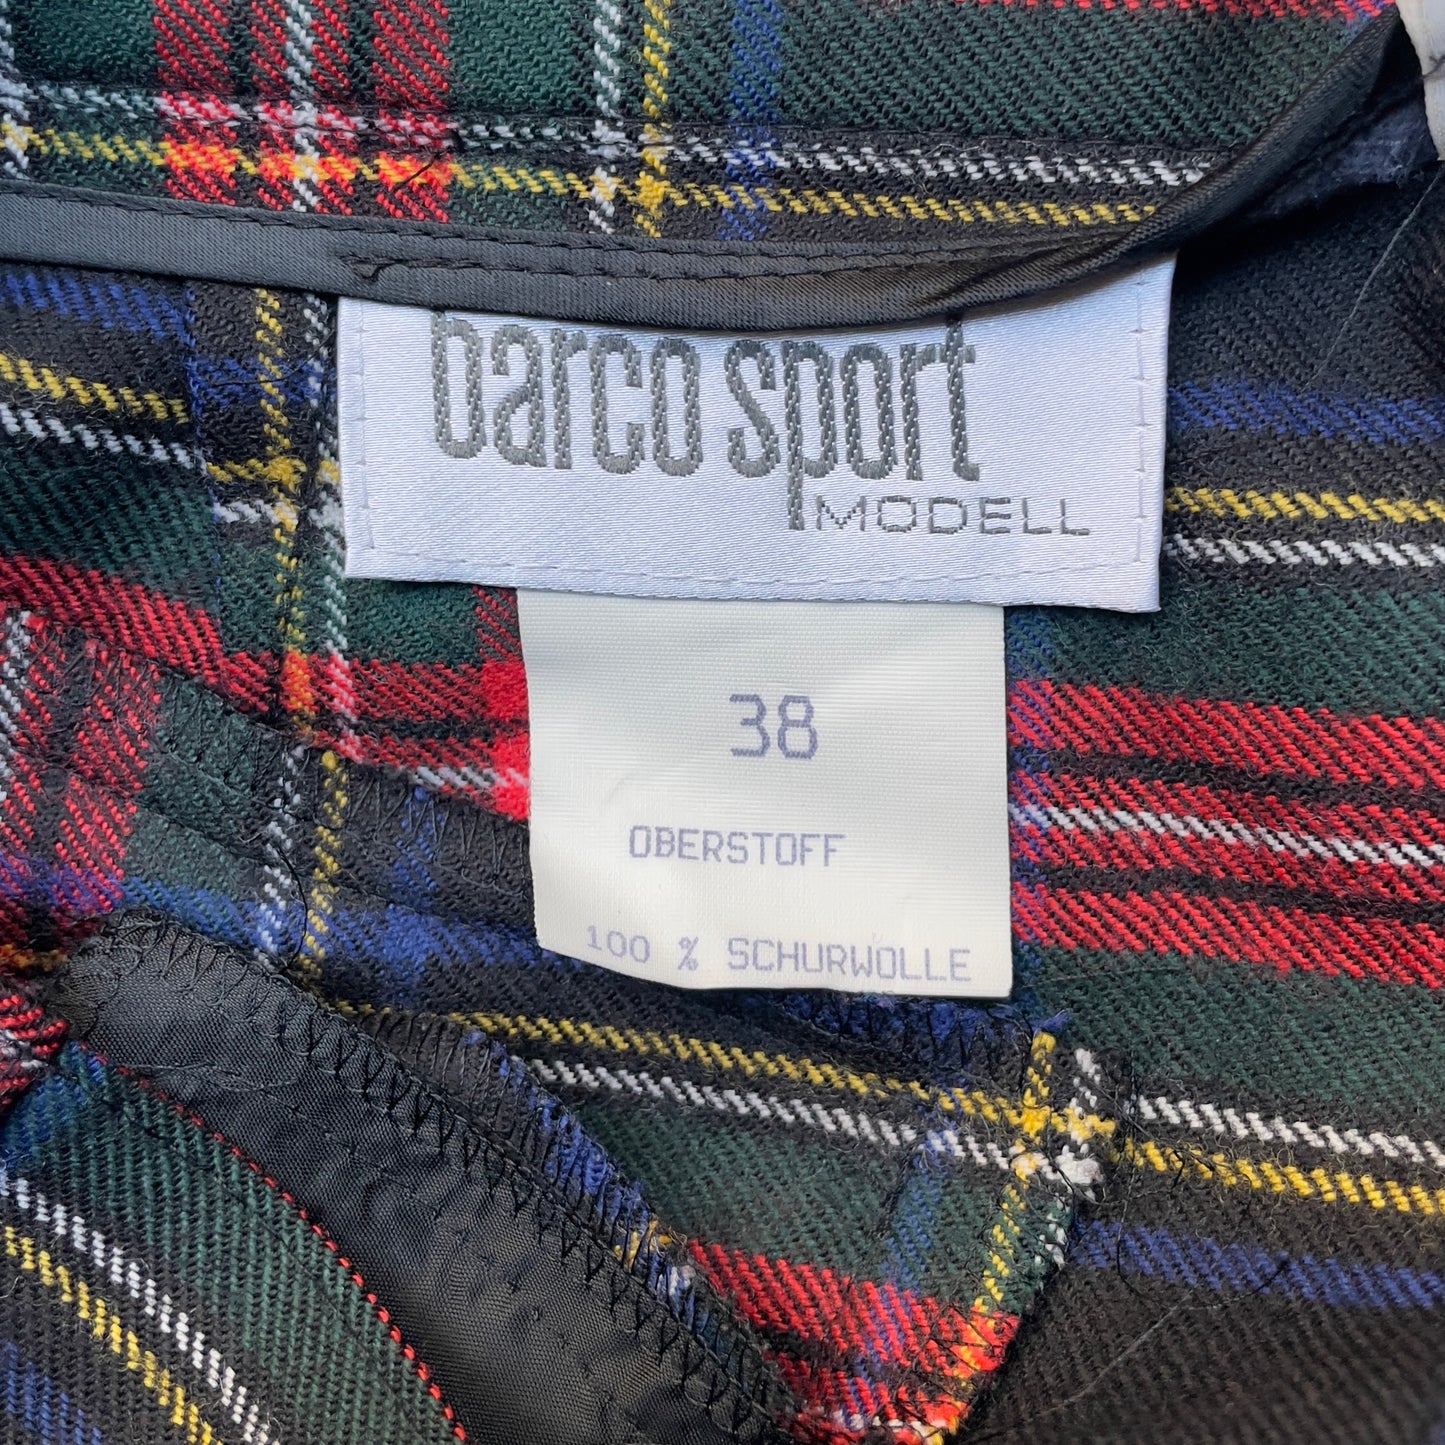 barco sport
MODELL
38
OBERSTOFF
100 % SCHURWOLLE